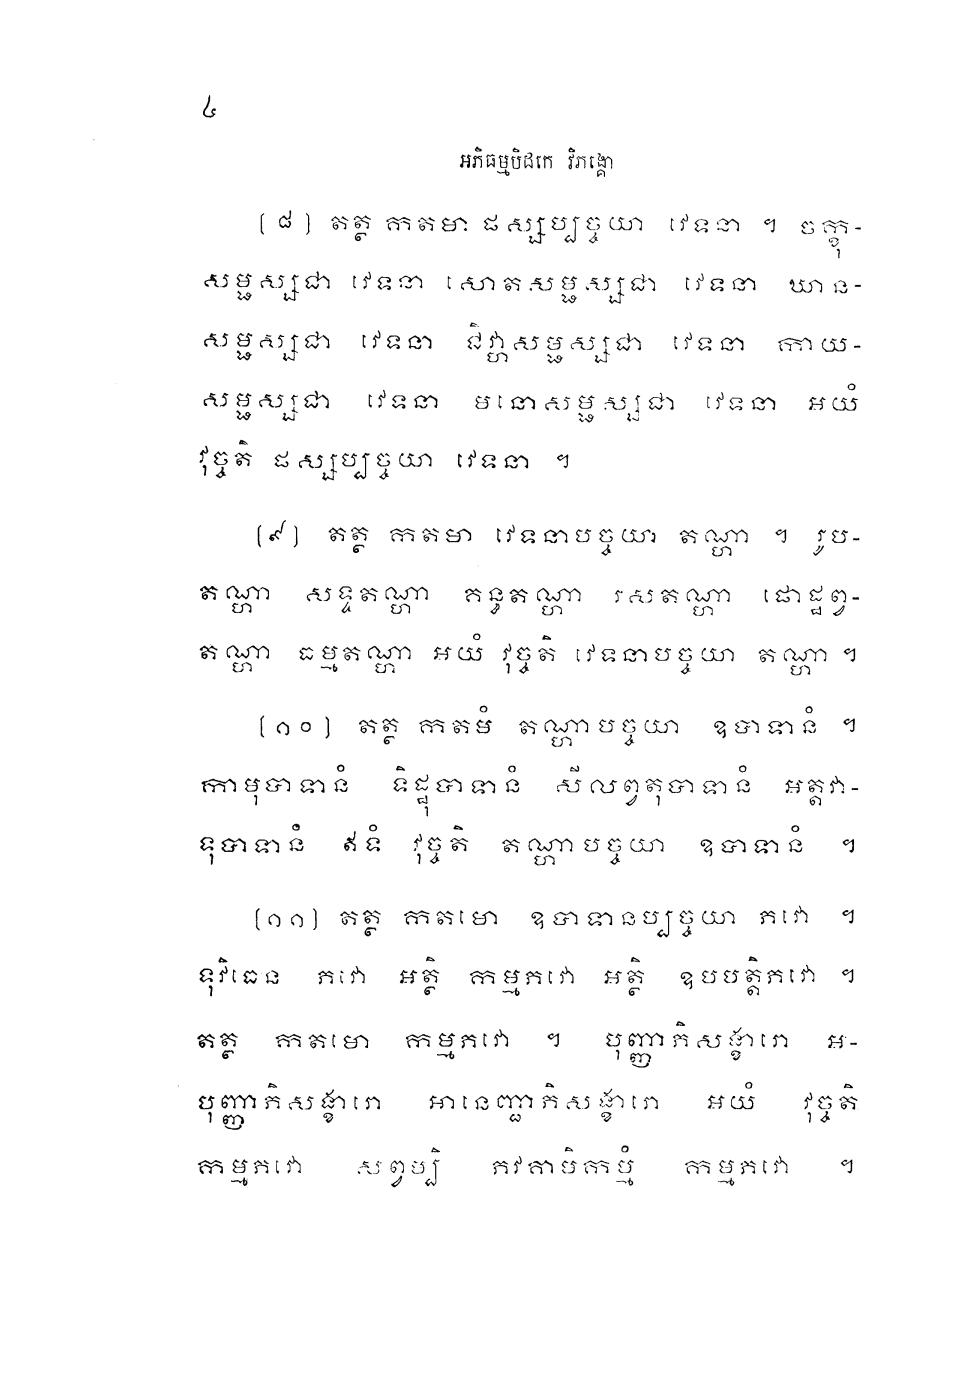 ៤
អភិធម្មបិដកេ វិភង្គោ
(៨) តត្ថ កតមា ផស្សប្បច្ចយា វេទនា ។ ចក្ខុ-
សម្ផស្សជា វេទនា សោតសម្ផស្សជា វេទនា ឃាន-
សម្ផស្សជា វេទនា ជិវ្ហាសម្ផស្សជា វេទនា កាយ-
សម្ផស្សជា វេទនា មនោសម្ផស្សជា វេទនា អយំ
វុច្ចតិ ផស្សប្បច្ចយា វេទនា ។
(៩) តត្ថ កតមា វេទនាបច្ចយា តណ្ហា ។ រូប-
តណ្ហា សទ្ទតណ្ហា គន្ធតណ្ហា រសតណ្ហា ផោដ្ឋព្វ-
តណ្ហា ធម្មតណ្ហា អយំ វុច្ចតិ វេទនាបច្ចយា តណ្ហា ។
(១០) តត្ថ កតមំ តណ្ហាបច្ចយា ឧបាទានំ ។
កាមុបាទានំ ទិដ្ឋុបាទានំ សីលព្វតុបាទានំ អត្តវា-
ទុបាទានំ ឥទំ វុច្ចតិ តណ្ហាបច្ចយា ឧបាទានំ ។
(១១) តត្ថ កតមោ ឧបាទានប្បច្ចយា ភវោ ។
ទុវិធេន ភវោ អត្ថិ កម្មភវោ អត្ថិ ឧបបត្តិភវោ ។
តត្ថ កតមោ កម្មភវោ ។ បុញ្ញាភិសង្ខារោ អ-
បុញ្ញាភិសង្ខារោ អានេញ្ជាភិសង្ខារោ អយំ វុច្ចតិ
កម្មភវោ សព្វប្បិ ភវគាមិកម្មំ កម្មភវោ ។